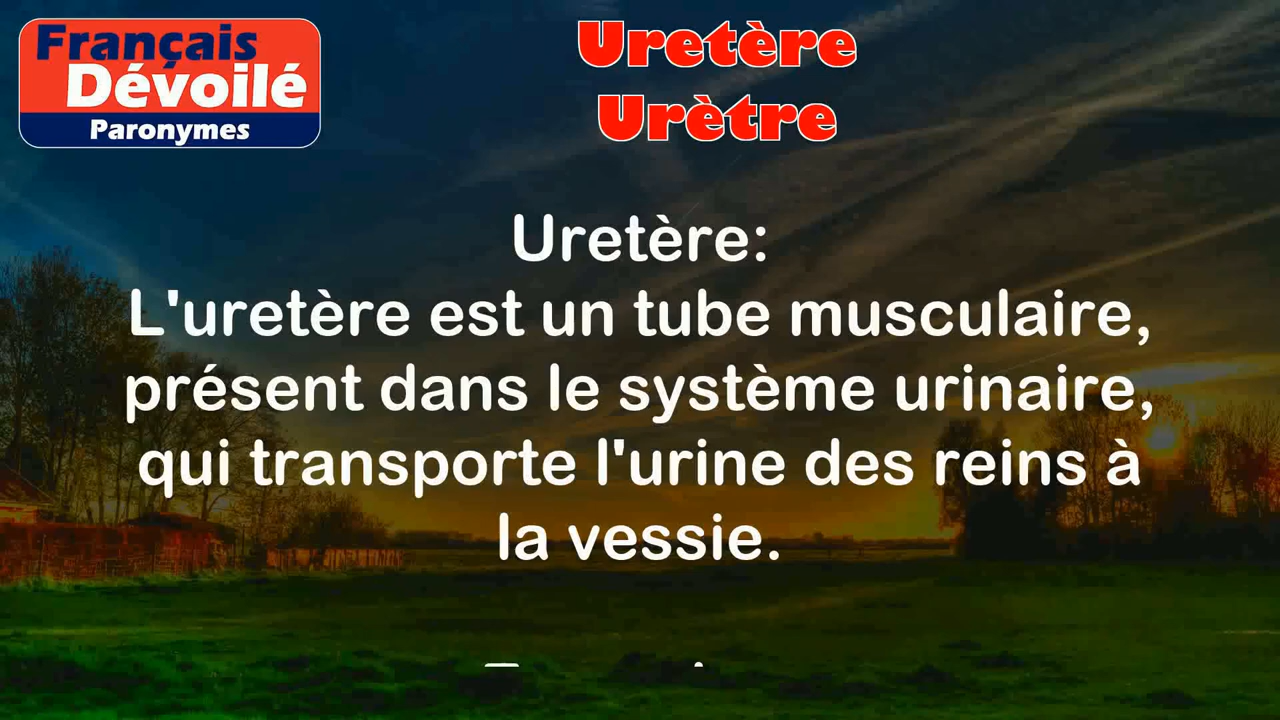 Français
Dévoilé
Paronymes
Uretère
Urètre
Uretère:
L'uretère est un tube musculaire,
présent dans le système urinaire,
qui transporte l'urine des reins à
la vessie.